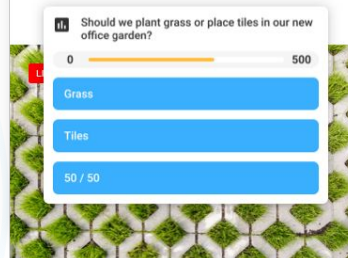 Should we plant grass or place tiles in our new
office garden?
0 500
Grass
Tiles
50 / 50